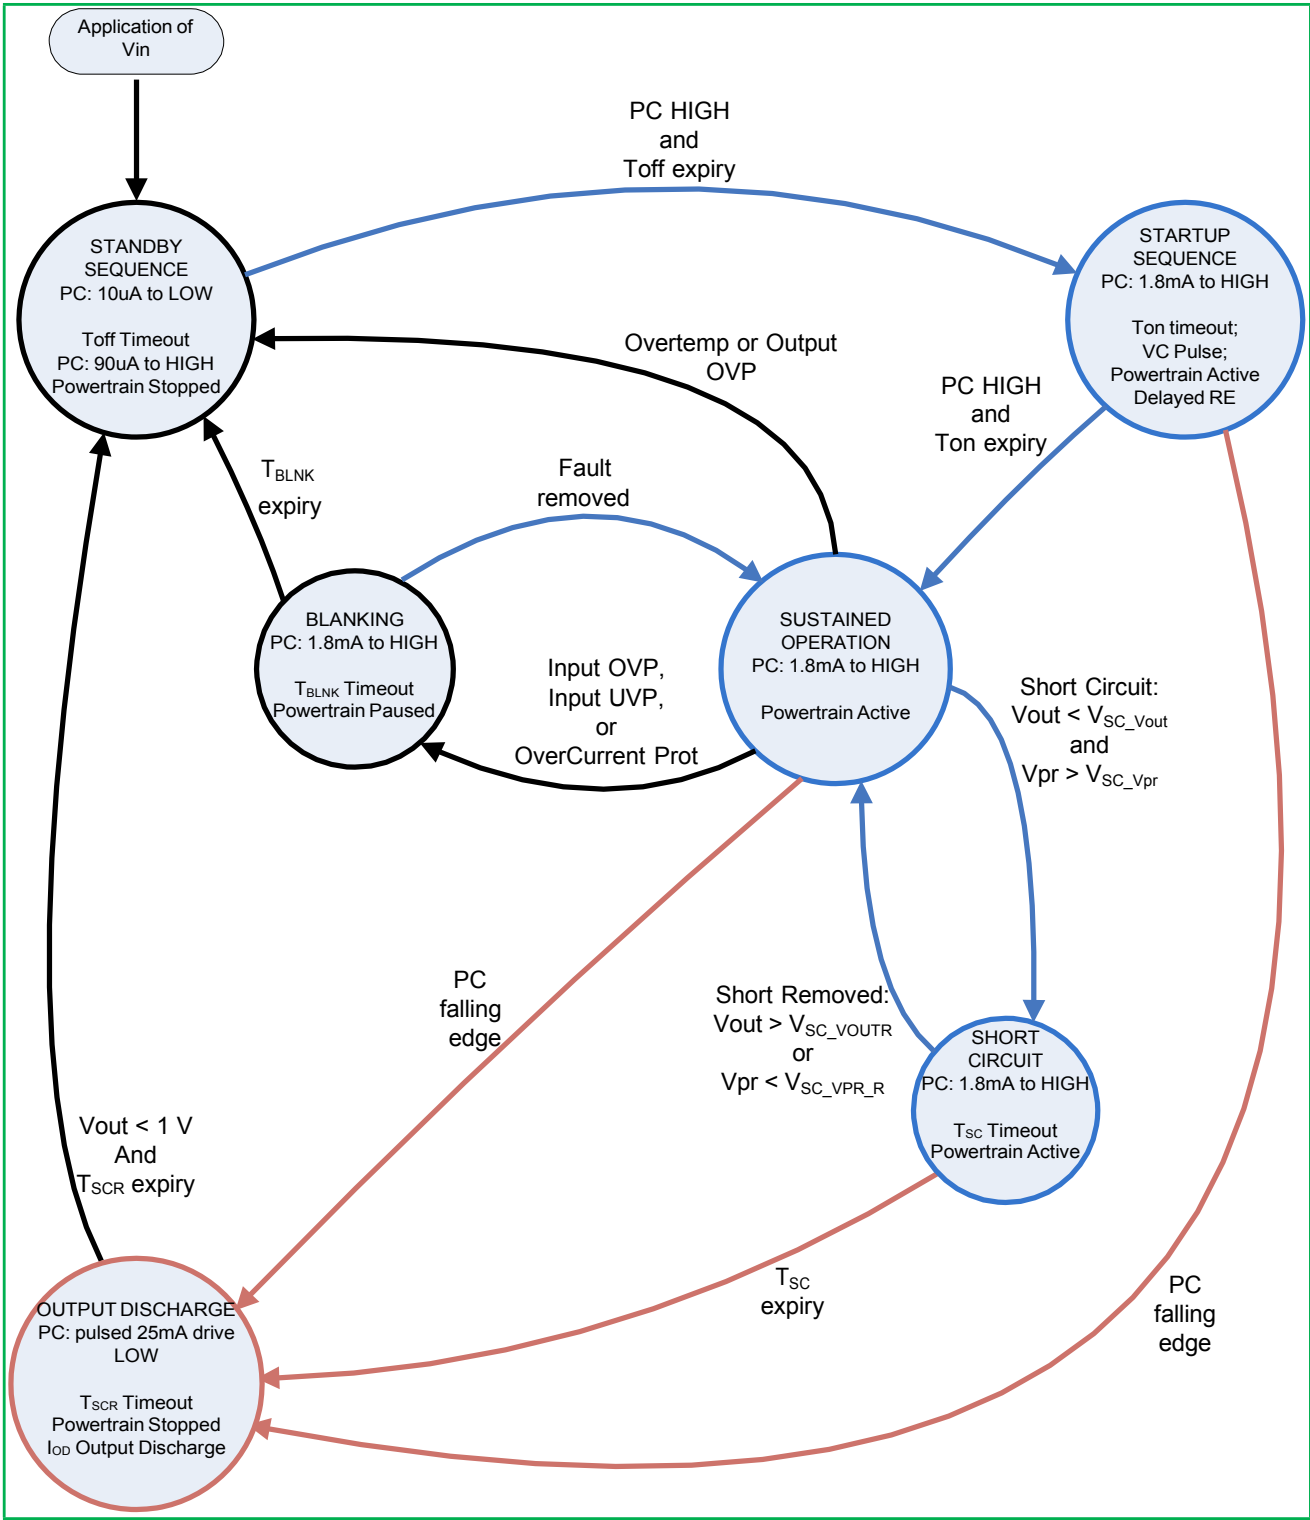 Application of
Vin
PC HIGH
and
Toff expiry
STANDBY
SEQUENCE
PC: 10uA to LOW
Toff Timeout
PC: 90uA to HIGH
Powertrain Stopped
STARTUP
SEQUENCE
PC: 1.8mA to HIGH
Ton timeout;
VC Pulse;
Powertrain Active
Delayed RE
Overtemp or Output
OVP
PC HIGH
and
Ton expiry
TBLNK
expiry
Fault
removed
BLANKING
PC: 1.8mA to HIGH
TBLNK Timeout
Powertrain Paused
SUSTAINED
OPERATION
PC: 1.8mA to HIGH
Powertrain Active
Input OVP,
Input UVP,
or
OverCurrent Prot
Short Circuit:
Vout < VSC_Vout
and
Vpr > VSC_Vpr
PC
falling
edge
Short Removed:
Vout > VSC_VOUTR
or
Vpr < VSC_VPR_R
SHORT
CIRCUIT
PC: 1.8mA to HIGH
TSC Timeout
Powertrain Active
Vout < 1 V
And
TSCR expiry
TSC
expiry
PC
falling
edge
OUTPUT DISCHARGE
PC: pulsed 25mA drive
LOW
TSCR Timeout
Powertrain Stopped
IOD Output Discharge